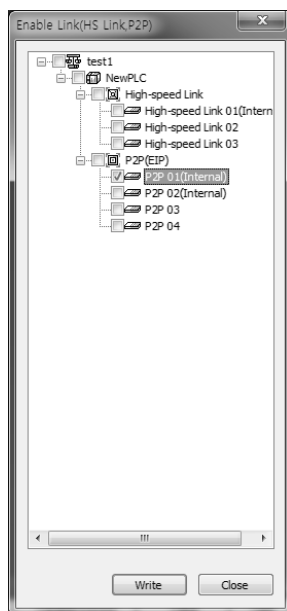 Enable Link(HS Link,P2P)
test1
NewPLC
High-speed Link
High-speed Link 01(Intern
High-speed Link 02
High-speed Link 03
P2P(EIP)
P2P 01(Internal)
P2P 02(Internal)
P2P 03
P2P 04
Write Close